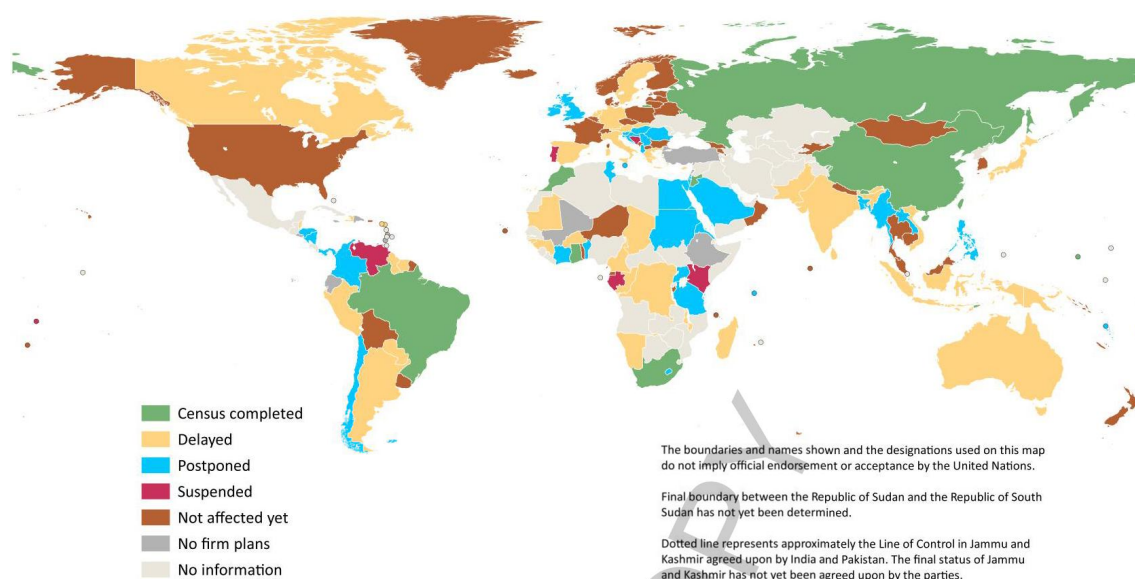 Census completed
Delayed
Postponed
Suspended
Not affected yet
No firm plans
No information
The boundaries and names shown and the designations used on this map
do not imply official endorsement or acceptance by the United Nations.
Final boundary between the Republic of Sudan and the Republic of South
Sudan has not yet been determined.
Dotted line represents approximately the Line of Control in Jammu and
Kashmir agreed upon by India and Pakistan. The final status of Jammu
and Kashmir has not yet been agreed upon by the parties.
PY